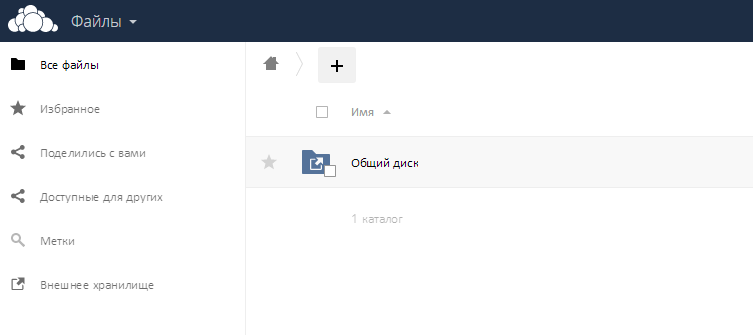 Файлы
Все файлы
Избранное
Поделились с вами
Доступные для других
Метки
Внешнее хранилище
Имя
Общий диск
1 каталог